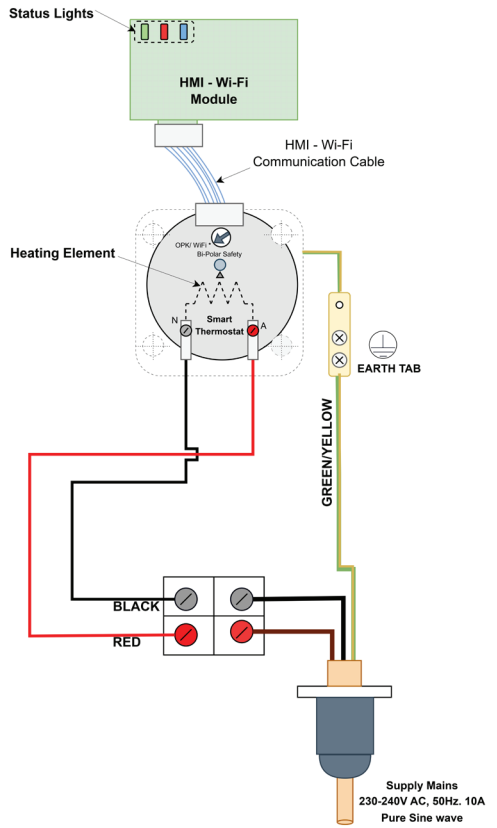 Status Lights
HMI - Wi-Fi
Module
HMI - Wi-Fi
Communication Cable
OPK/ WiFi *
Bi-Polar Safety
Heating Element
N
Smart
Thermostat
A
EARTH TAB
GREEN/YELLOW
BLACK
RED
Supply Mains
230-240V AC, 50Hz. 10A
Pure Sine wave